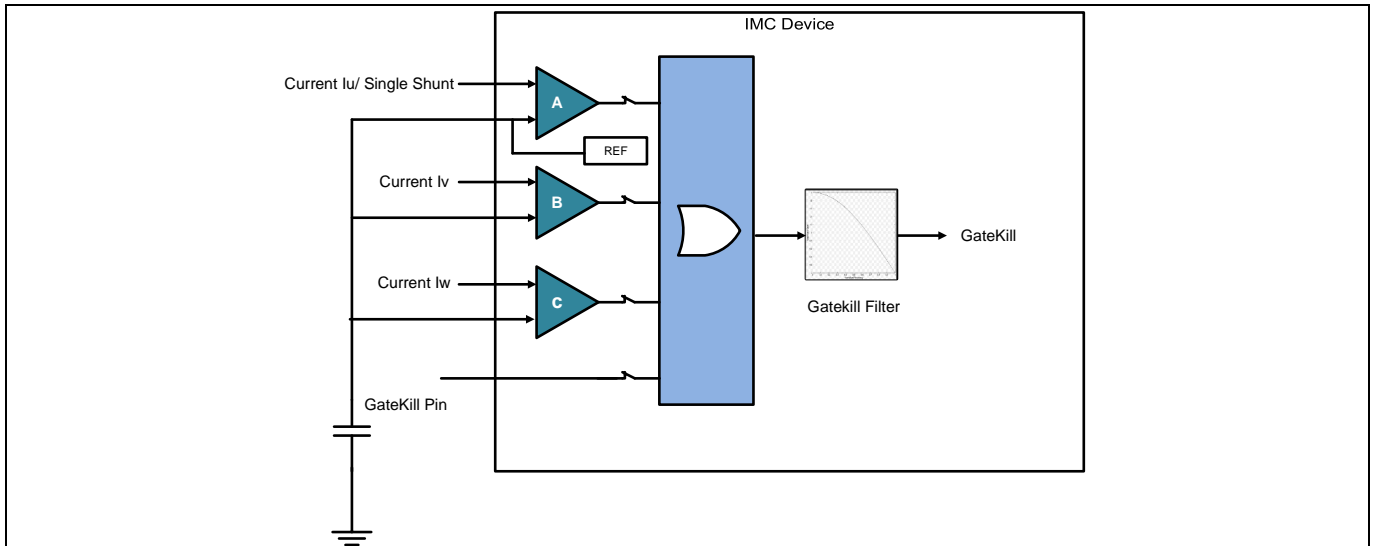 IMC Device
Current Iu/ Single Shunt
A
REF
Current Iv
B
GateKill
Current Iw
C
Gatekill Filter
GateKill Pin